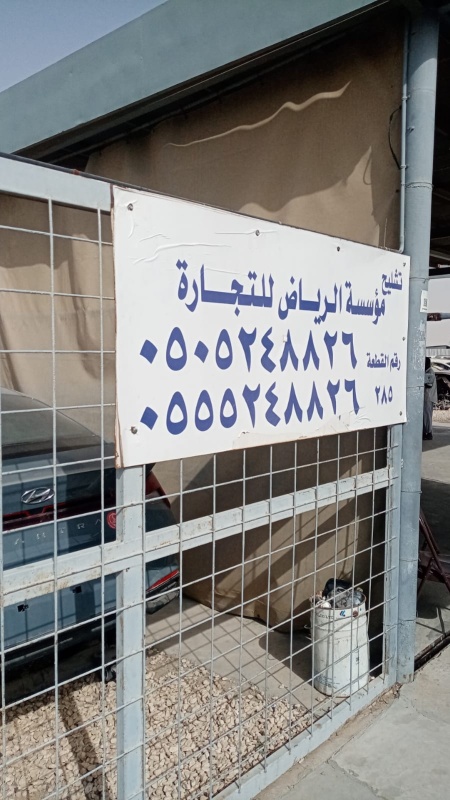 تشليح
مؤسسة الرياض للتجارة
رقم القطعة
٢٨٥
٠٥٠٥٢٤٨٨٢٦
٠٥٥٥٢٤٨٨٢٦